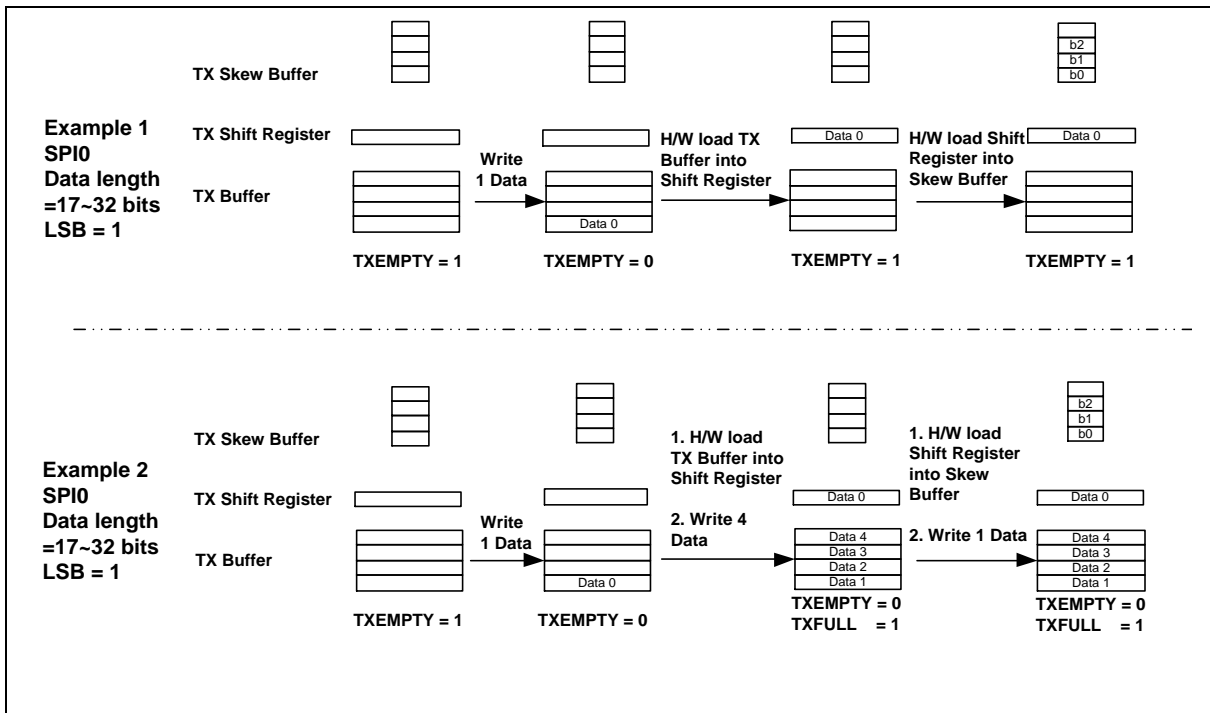 b2
b1
b0
TX Skew Buffer
Example 1
SPI0
Data length
=17~32 bits
LSB = 1
TX Shift Register
Data 0
Data 0
H/W load TX
Buffer into
Shift Register
H/W load Shift
Register into
Skew Buffer
Write
1 Data
TX Buffer
Data 0
TXEMPTY = 1
TXEMPTY = 0
TXEMPTY = 1
TXEMPTY = 1
b2
b1
b0
TX Skew Buffer
Example 2
SPI0
Data length
=17~32 bits
LSB = 1
1. H/W load
TX Buffer into
Shift Register
1. H/W load
Shift Register
into Skew
Buffer
TX Shift Register
Data 0
Data 0
Write
1 Data
2. Write 4
Data
2. Write 1 Data
TX Buffer
Data 0
Data 4
Data 3
Data 2
Data 1
Data 4
Data 3
Data 2
Data 1
TXEMPTY = 1
TXEMPTY = 0
TXEMPTY = 0
TXFULL = 1
TXEMPTY = 0
TXFULL = 1